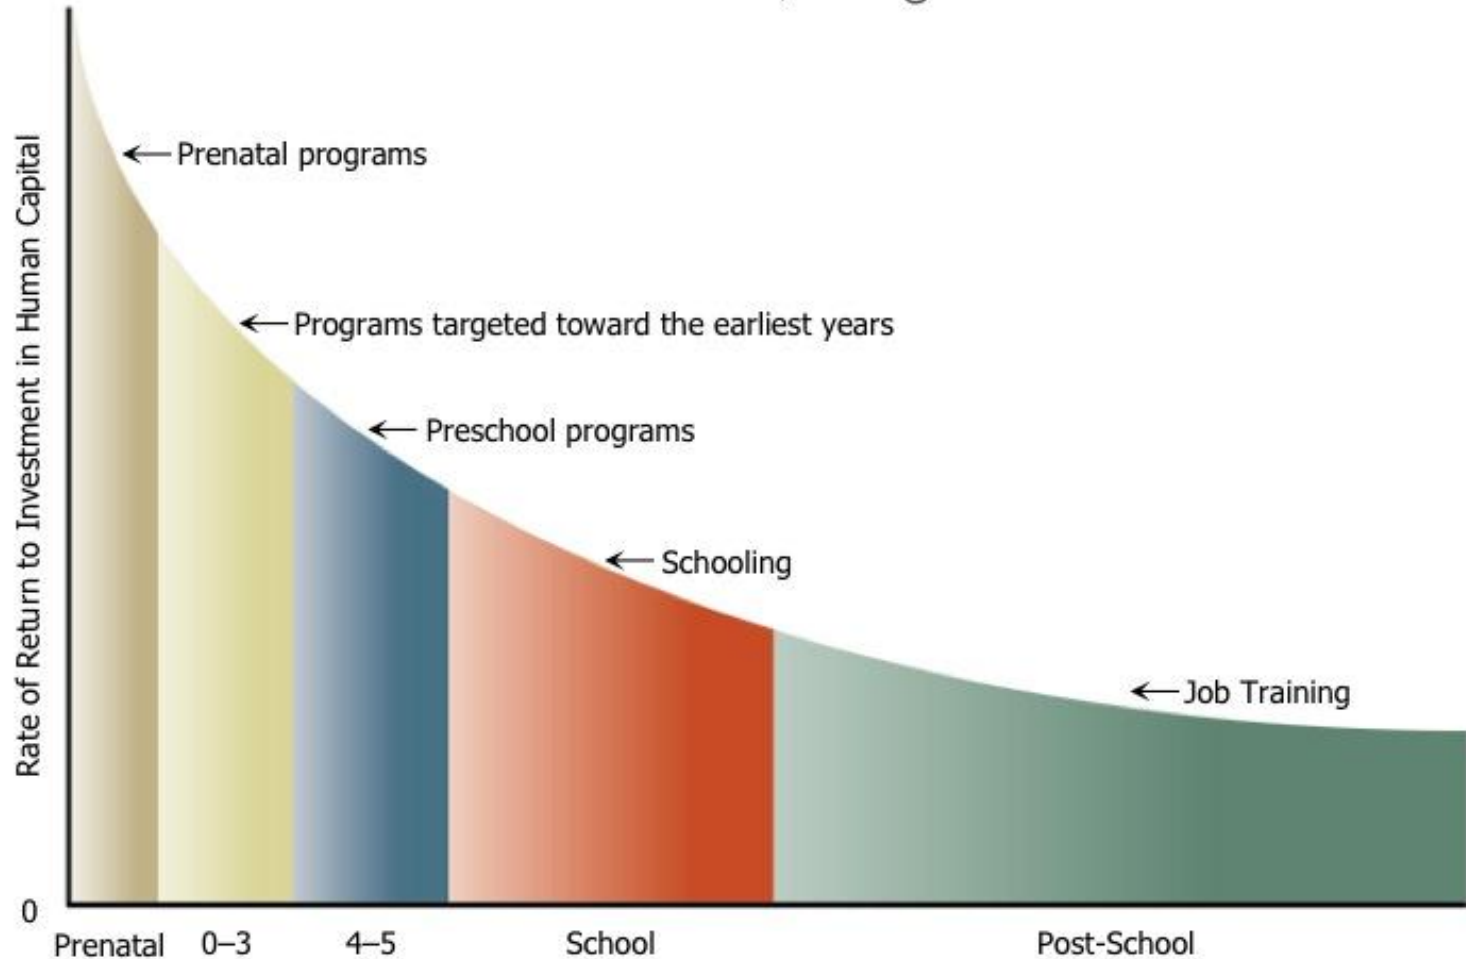 Rate of Return to Investment in Human Capital
Prenatal programs
Programs targeted toward the earliest years
Preschool programs
Schooling
Job Training
0
Prenatal
0–3
4–5
School
Post-School